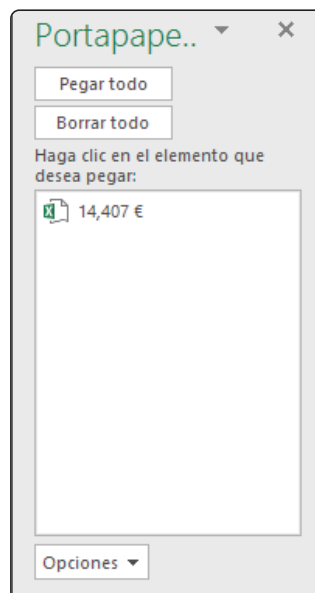 Portapape..
Pegar todo
Borrar todo
Haga clic en el elemento que
desea pegar:
14,407 €
Opciones